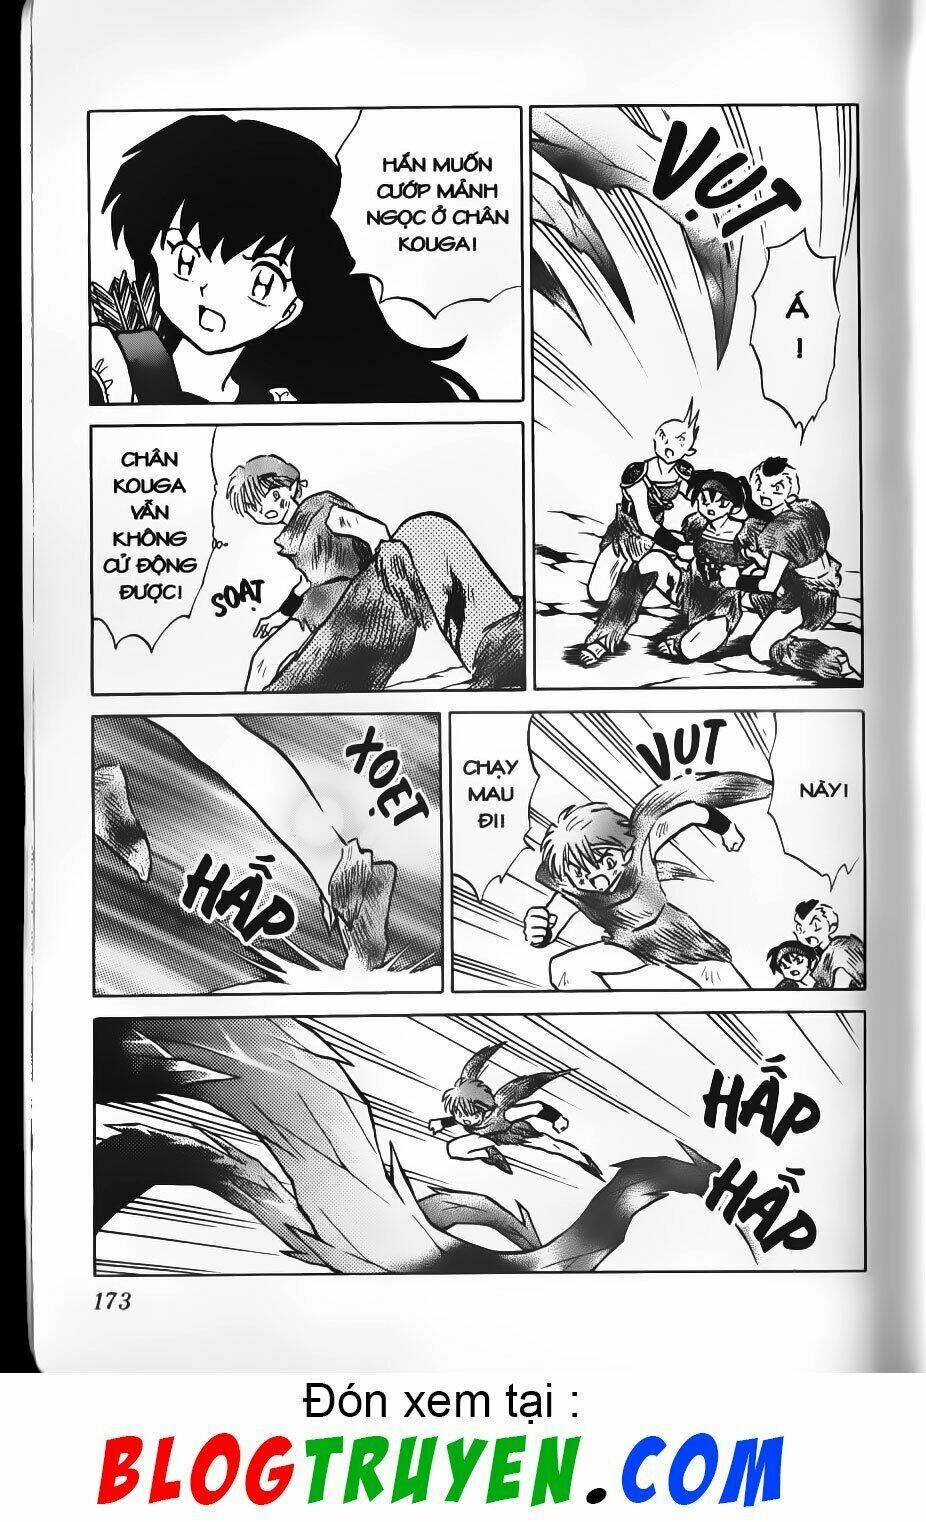 VỤT
Á
!
HẮN MUỐN
CƯỚP MẢNH
NGỌC Ở CHÂN
KOUGA!
CHÂN
KOUGA
VẪN
KHÔNG
CỬ ĐỘNG
ĐƯỢC!
SOẠT
NÀY!
VỤT
CHẠY
MAU
ĐI!
XOẸT
HẤP
HẤP
HẤP
173
Đón xem tại :
BLOGTRUYEN.COM